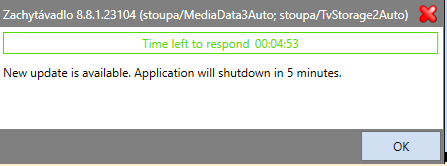 Zachytávadlo 8.8.1.23104 (stoupa/MediaData3Auto; stoupa/TvStorage2Auto)
Time left to respond 00:04:53
New update is available. Application will shutdown in 5 minutes.
OK